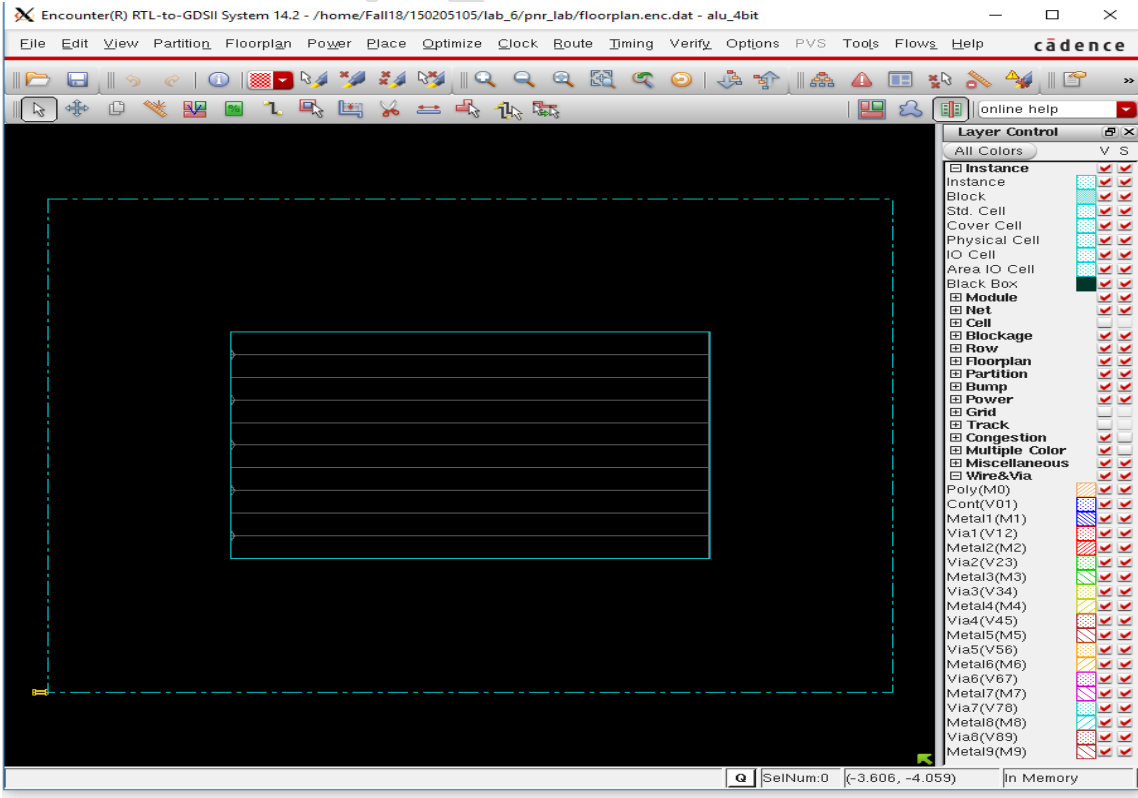 Encounter(R) RTL-to-GDSII System 14.2 - /home/Fall18/150205105/lab_6/pnr_lab/floorplan.enc.dat - alu_4bit
File Edit View Partition Floorplan Power Place Optimize Clock Route Timing Verify Options PVS Tools Flows Help cādence
online help
Layer Control
All Colors V S
Instance
Instance
Block
Std. Cell
Cover Cell
Physical Cell
IO Cell
Area IO Cell
Black Box
Module
Net
Cell
Blockage
Row
Floorplan
Partition
Bump
Power
Grid
Track
Congestion
Multiple Color
Miscellaneous
Wire&Via
Poly(M0)
Cont(V01)
Metal1(M1)
Via1(V12)
Metal2(M2)
Via2(V23)
Metal3(M3)
Via3(V34)
Metal4(M4)
Via4(V45)
Metal5(M5)
Via5(V56)
Metal6(M6)
Via6(V67)
Metal7(M7)
Via7(V78)
Metal8(M8)
Via8(V89)
Metal9(M9)
Q SelNum:0 (-3.606, -4.059) In Memory